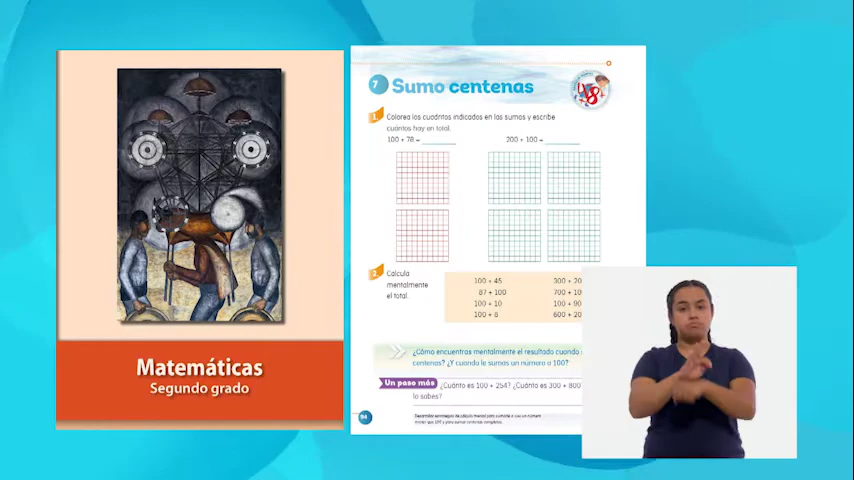 Matemáticas
Segundo grado
7 Sumo centenas
1. Colorea los cuadritos indicados en las sumas y escribe
cuántos hay en total.
100 + 78 =
200 + 100 =
2. Calcula
mentalmente
el total.
100 + 45
87 + 100
100 + 10
100 + 8
300 + 20
700 + 10
100 + 90
600 + 20
¿Cómo encuentras mentalmente el resultado cuando
centenas? ¿Y cuando le sumas un número a 100?
Un paso más ¿Cuánto es 100 + 254? ¿Cuánto es 300 + 800
lo sabes?
94